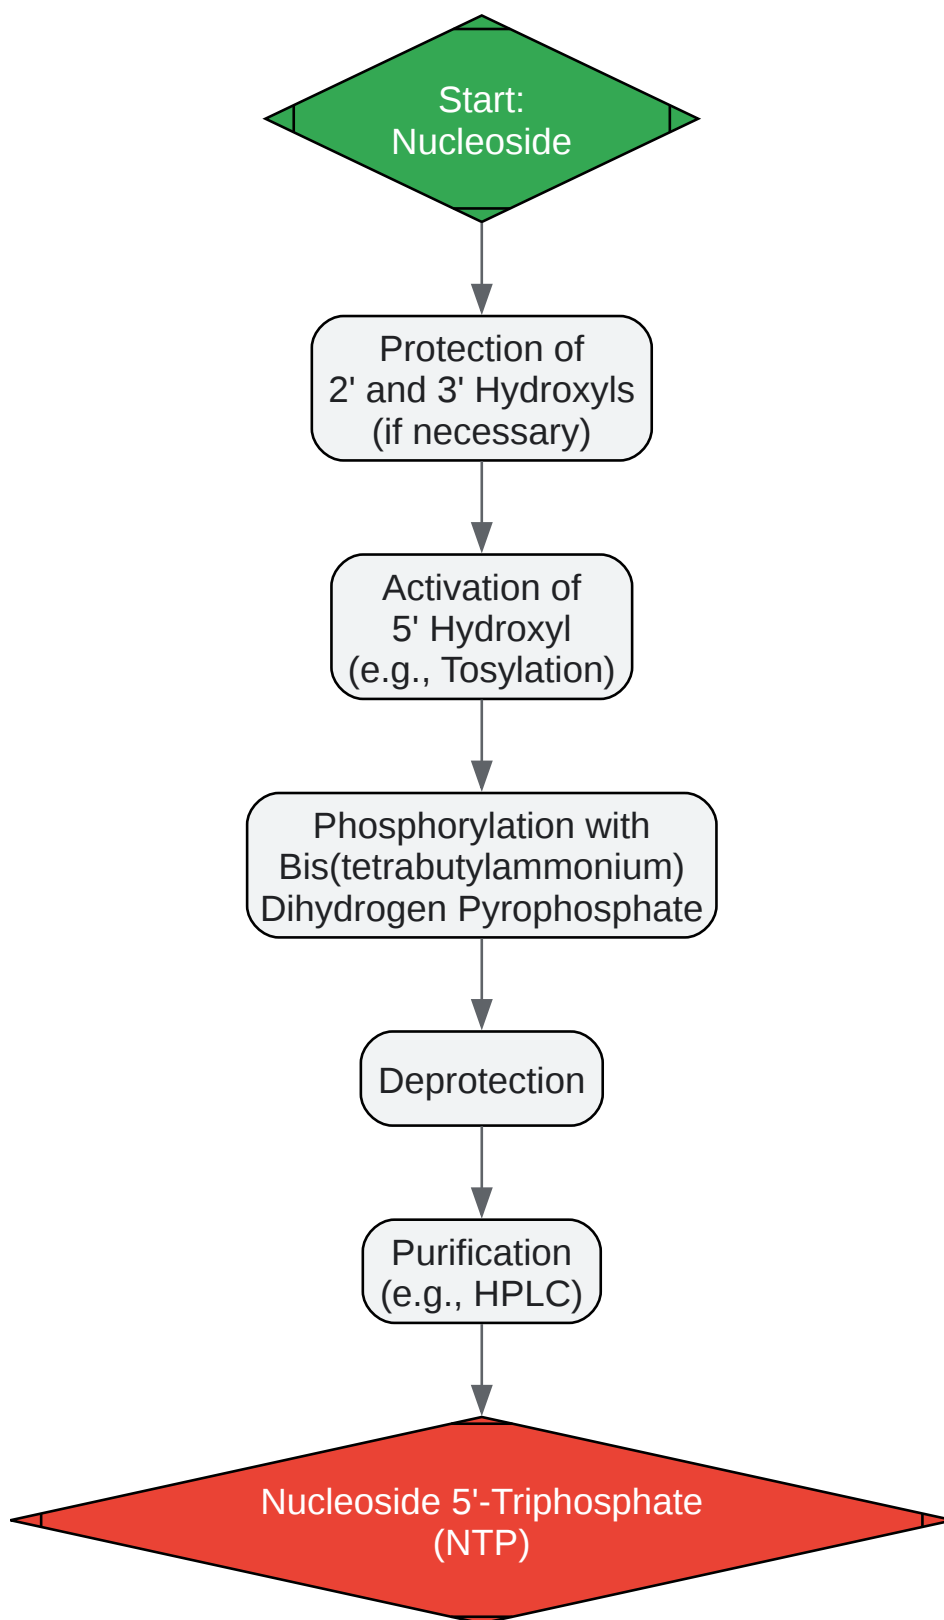 Start:
Nucleoside
Protection of
2' and 3' Hydroxyls
(if necessary)
Activation of
5' Hydroxyl
(e.g., Tosylation)
Phosphorylation with
Bis(tetrabutylammonium)
Dihydrogen Pyrophosphate
Deprotection
Purification
(e.g., HPLC)
Nucleoside 5'-Triphosphate
(NTP)